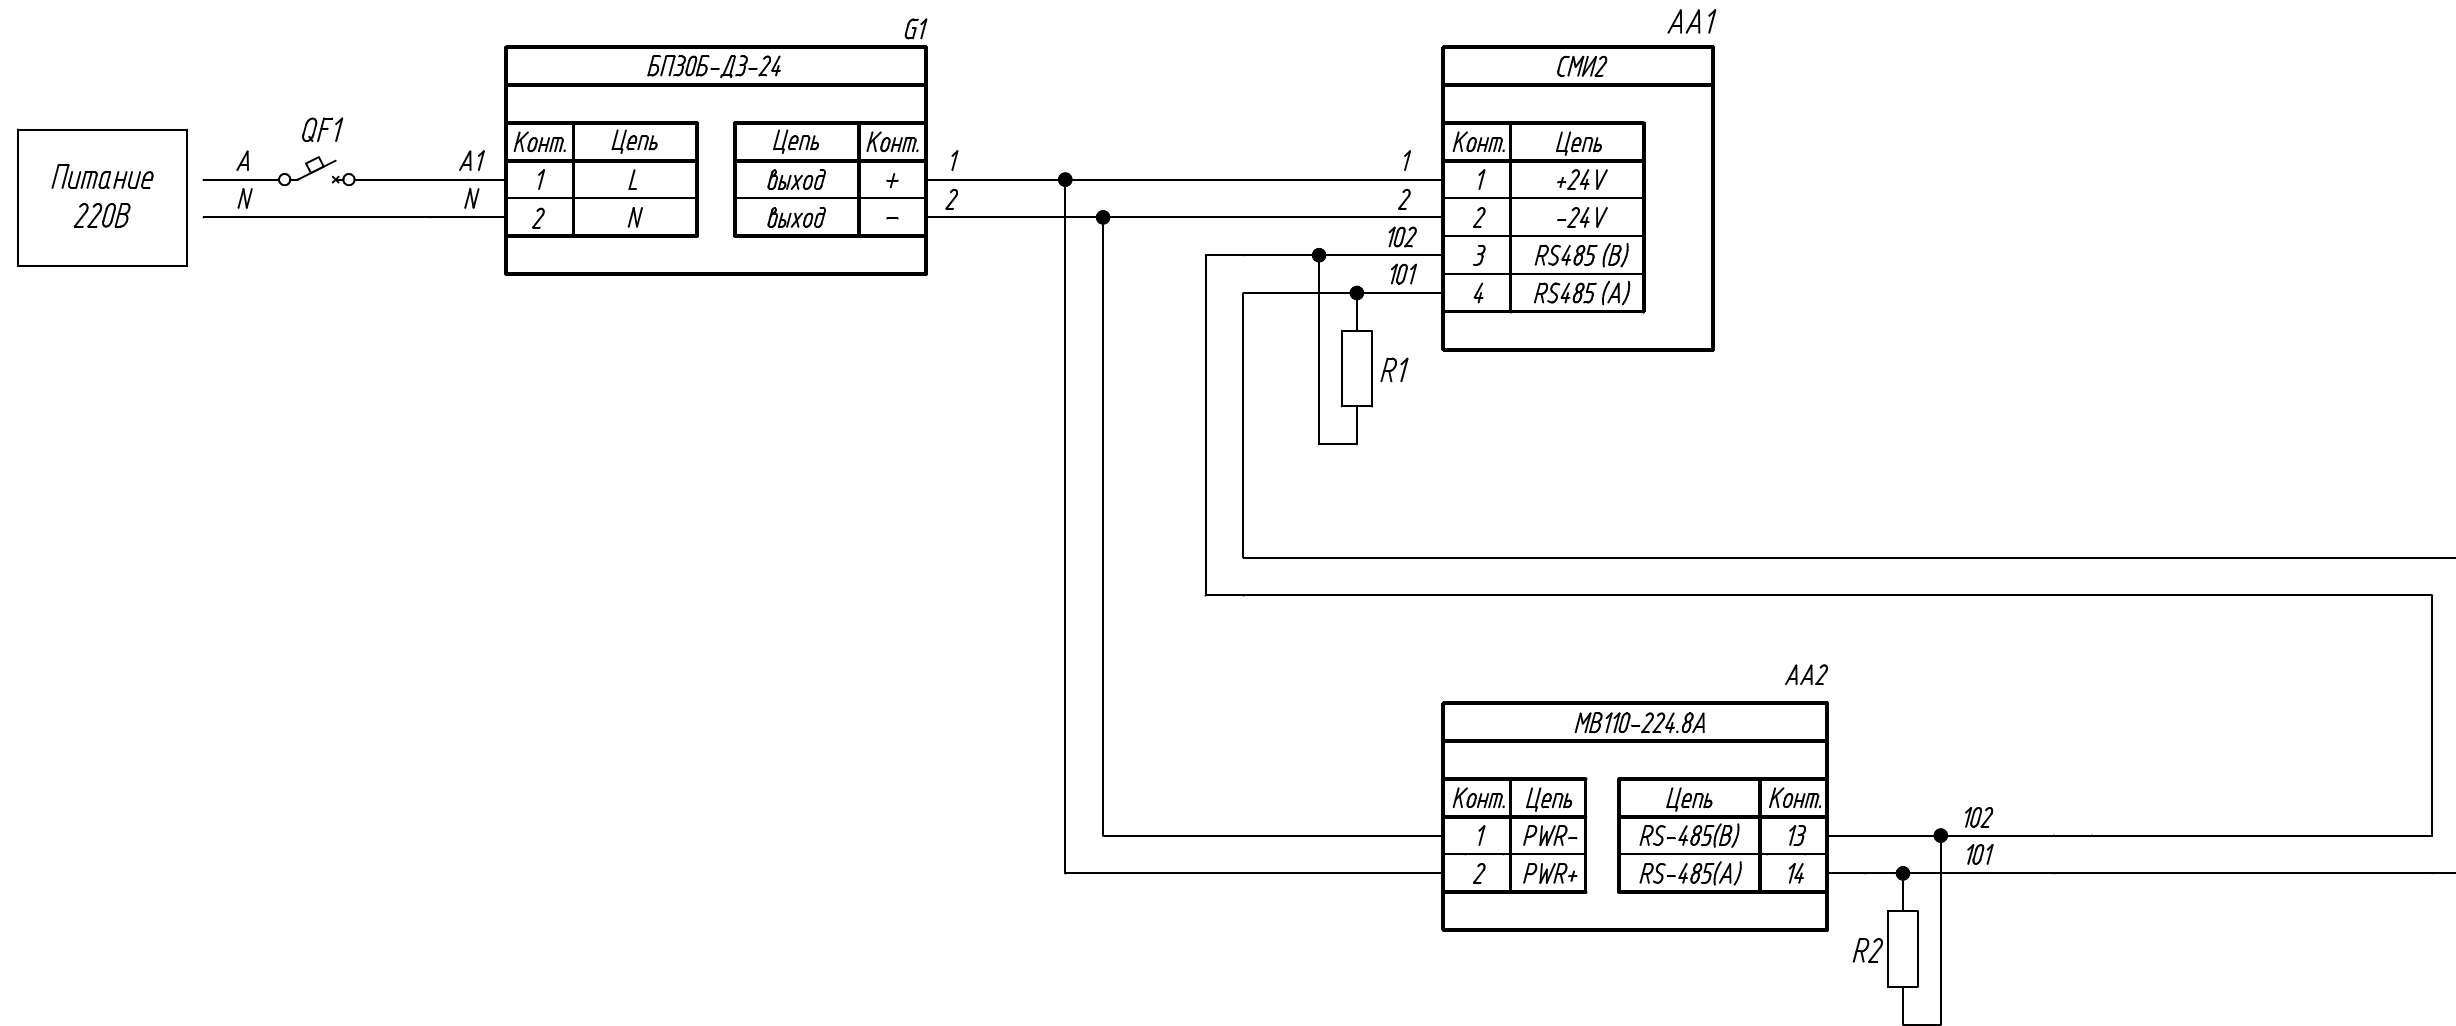 G1
БП30Б-Д3-24
Конт. Цепь Цепь Конт.
1 L выход +
2 N выход -
Питание
220В
A QF1 A1
N N
1 1
2 2
102
101
AA1
СМИ2
Конт. Цепь
1 +24V
2 -24V
3 RS485 (B)
4 RS485 (A)
R1
AA2
МВ110-224.8А
Конт. Цепь Цепь Конт.
1 PWR- RS-485(B) 13
2 PWR+ RS-485(A) 14
102
101
R2